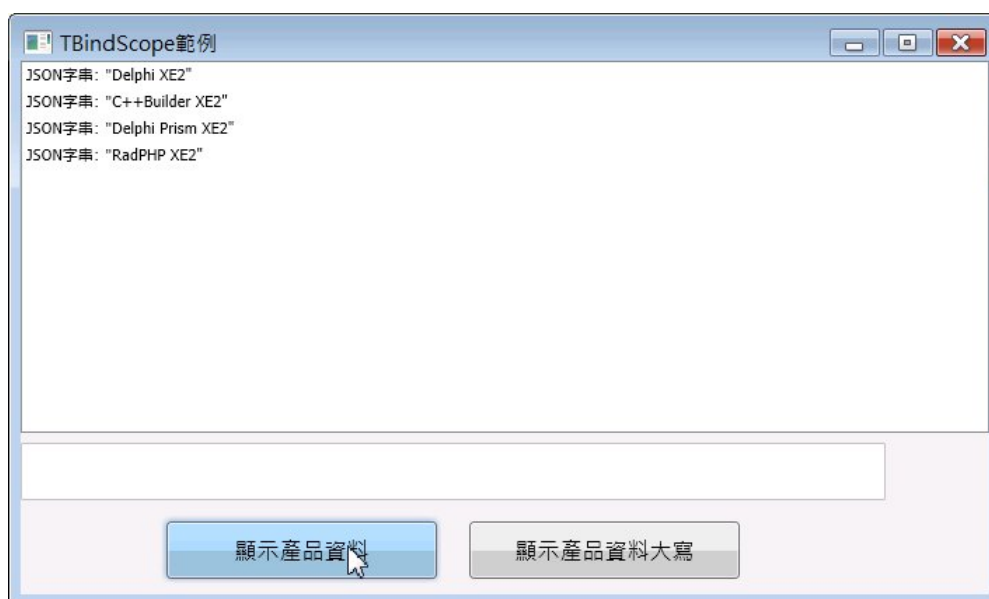 TBindScope範例
JSON字串: "Delphi XE2"
JSON字串: "C++Builder XE2"
JSON字串: "Delphi Prism XE2"
JSON字串: "RadPHP XE2"
顯示產品資料 顯示產品資料大寫